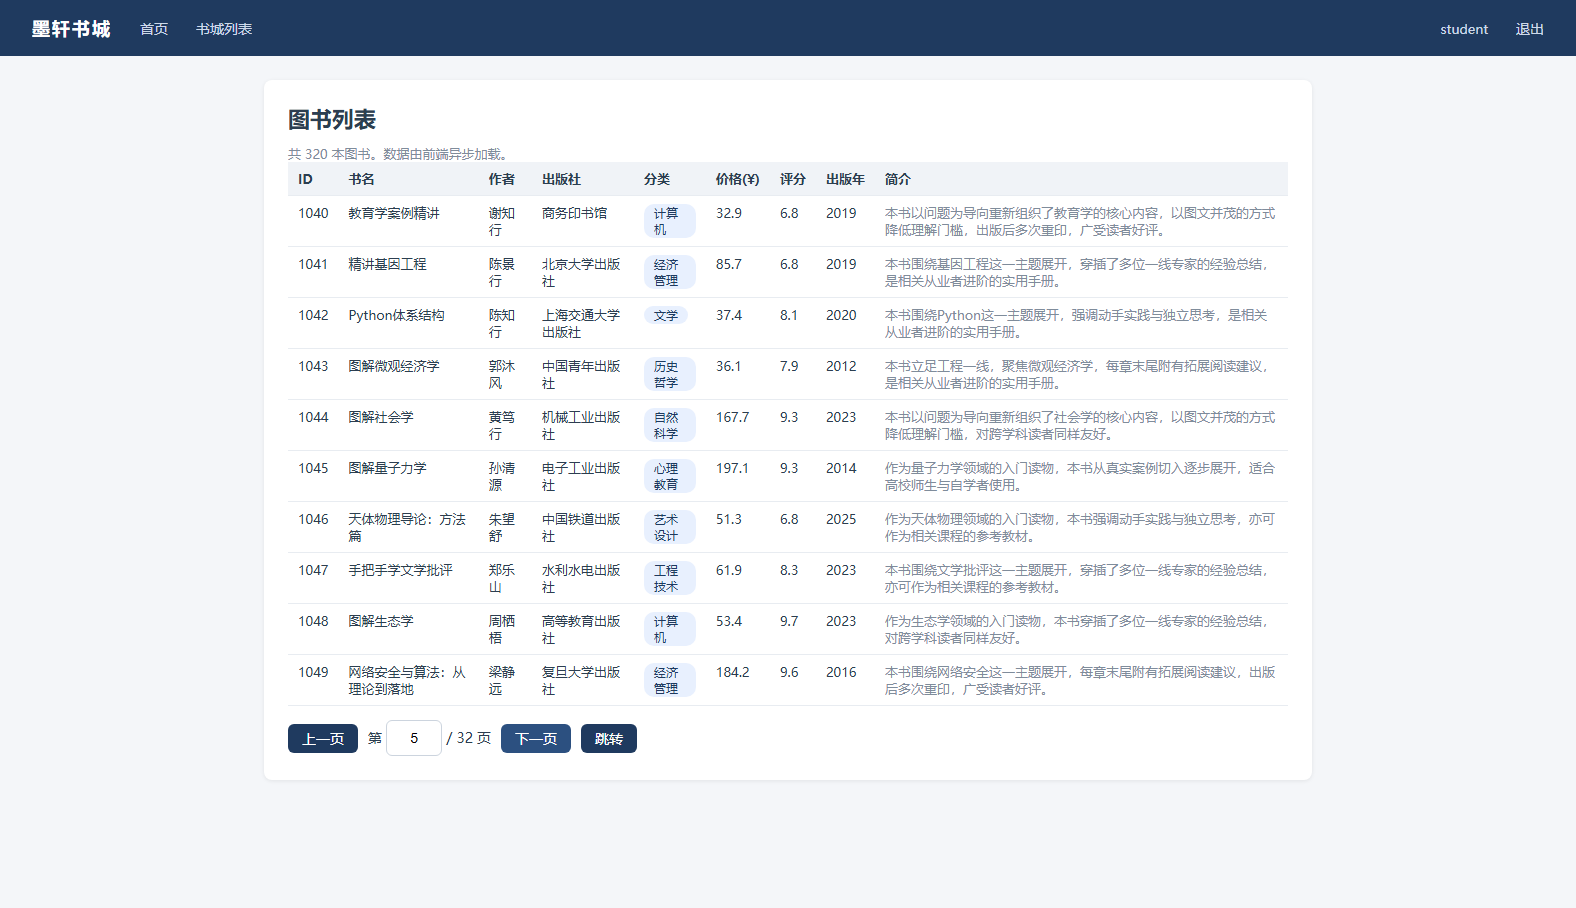 墨轩书城 首页 书城列表 student 退出
图书列表
共 320 本图书。数据由前端异步加载。
ID 书名 作者 出版社 分类 价格(¥) 评分 出版年 简介
1040 教育学案例精讲 谢知行 商务印书馆 计算机 32.9 6.8 2019 本书以问题为导向重新组织了教育学的核心内容，以图文并茂的方式
降低理解门槛，出版后多次重印，广受读者好评。
1041 精讲基因工程 陈景行 北京大学出版社 经济管理 85.7 6.8 2019 本书围绕基因工程这一主题展开，穿插了多位一线专家的经验总结，
是相关从业者进阶的实用手册。
1042 Python体系结构 陈知行 上海交通大学出版社 文学 37.4 8.1 2020 本书围绕Python这一主题展开，强调动手实践与独立思考，是相关
从业者进阶的实用手册。
1043 图解微观经济学 郭沐风 中国青年出版社 历史哲学 36.1 7.9 2012 本书立足工程一线，聚焦微观经济学，每章末尾附有拓展阅读建议，
是相关从业者进阶的实用手册。
1044 图解社会学 黄笃行 机械工业出版社 自然科学 167.7 9.3 2023 本书以问题为导向重新组织了社会学的核心内容，以图文并茂的方式
降低理解门槛，对跨学科读者同样友好。
1045 图解量子力学 孙清源 电子工业出版社 心理教育 197.1 9.3 2014 作为量子力学领域的入门读物，本书从真实案例切入逐步展开，适合
高校师生与自学者使用。
1046 天体物理导论：方法篇 朱望舒 中国铁道出版社 艺术设计 51.3 6.8 2025 作为天体物理领域的入门读物，本书强调动手实践与独立思考，亦可
作为相关课程的参考教材。
1047 手把手学文学批评 郑乐山 水利水电出版社 工程技术 61.9 8.3 2023 本书围绕文学批评这一主题展开，穿插了多位一线专家的经验总结，
亦可作为相关课程的参考教材。
1048 图解生态学 周栖梧 高等教育出版社 计算机 53.4 9.7 2023 作为生态学领域的入门读物，本书穿插了多位一线专家的经验总结，
对跨学科读者同样友好。
1049 网络安全与算法：从理论到落地 梁静远 复旦大学出版社 经济管理 184.2 9.6 2016 本书围绕网络安全这一主题展开，每章末尾附有拓展阅读建议，出版
后多次重印，广受读者好评。
上一页 第 5 / 32 页 下一页 跳转